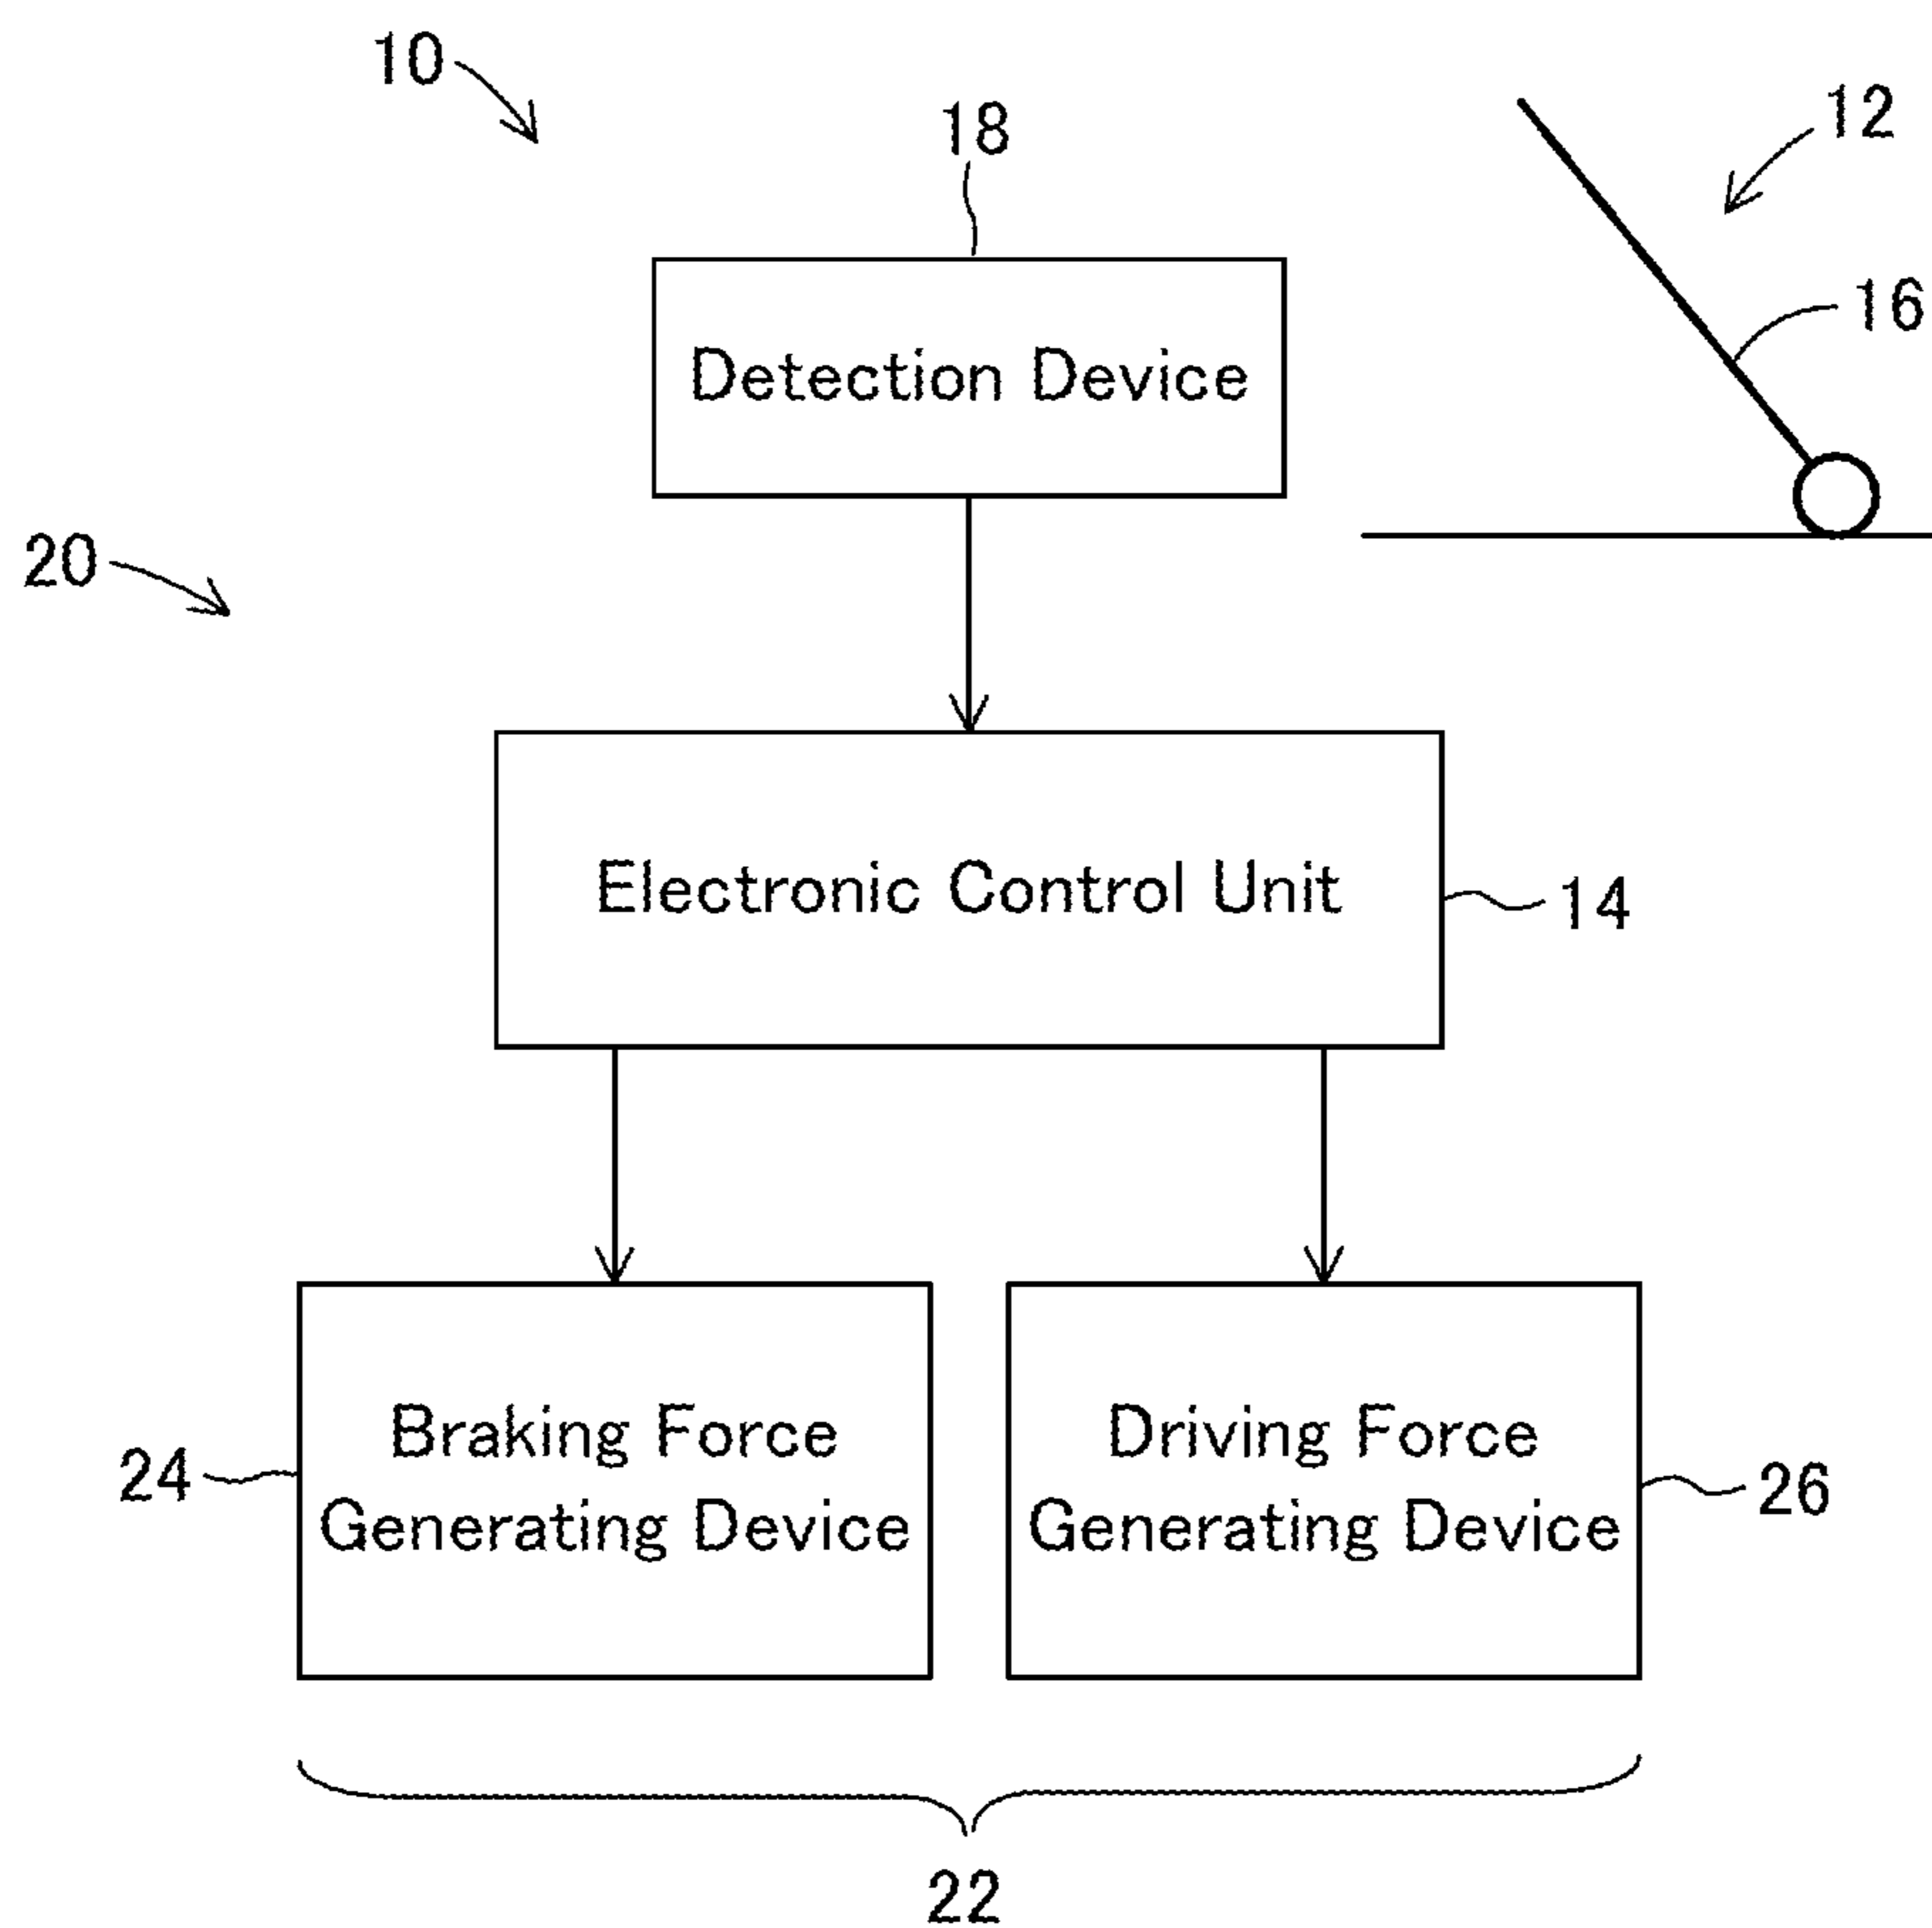 10
18
12
16
Detection Device
20
Electronic Control Unit
14
24
Braking Force
Generating Device
Driving Force
Generating Device
26
22